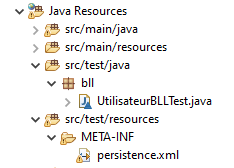 Java Resources
src/main/java
src/main/resources
src/test/java
bll
UtilisateurBLLTest.java
src/test/resources
META-INF
persistence.xml